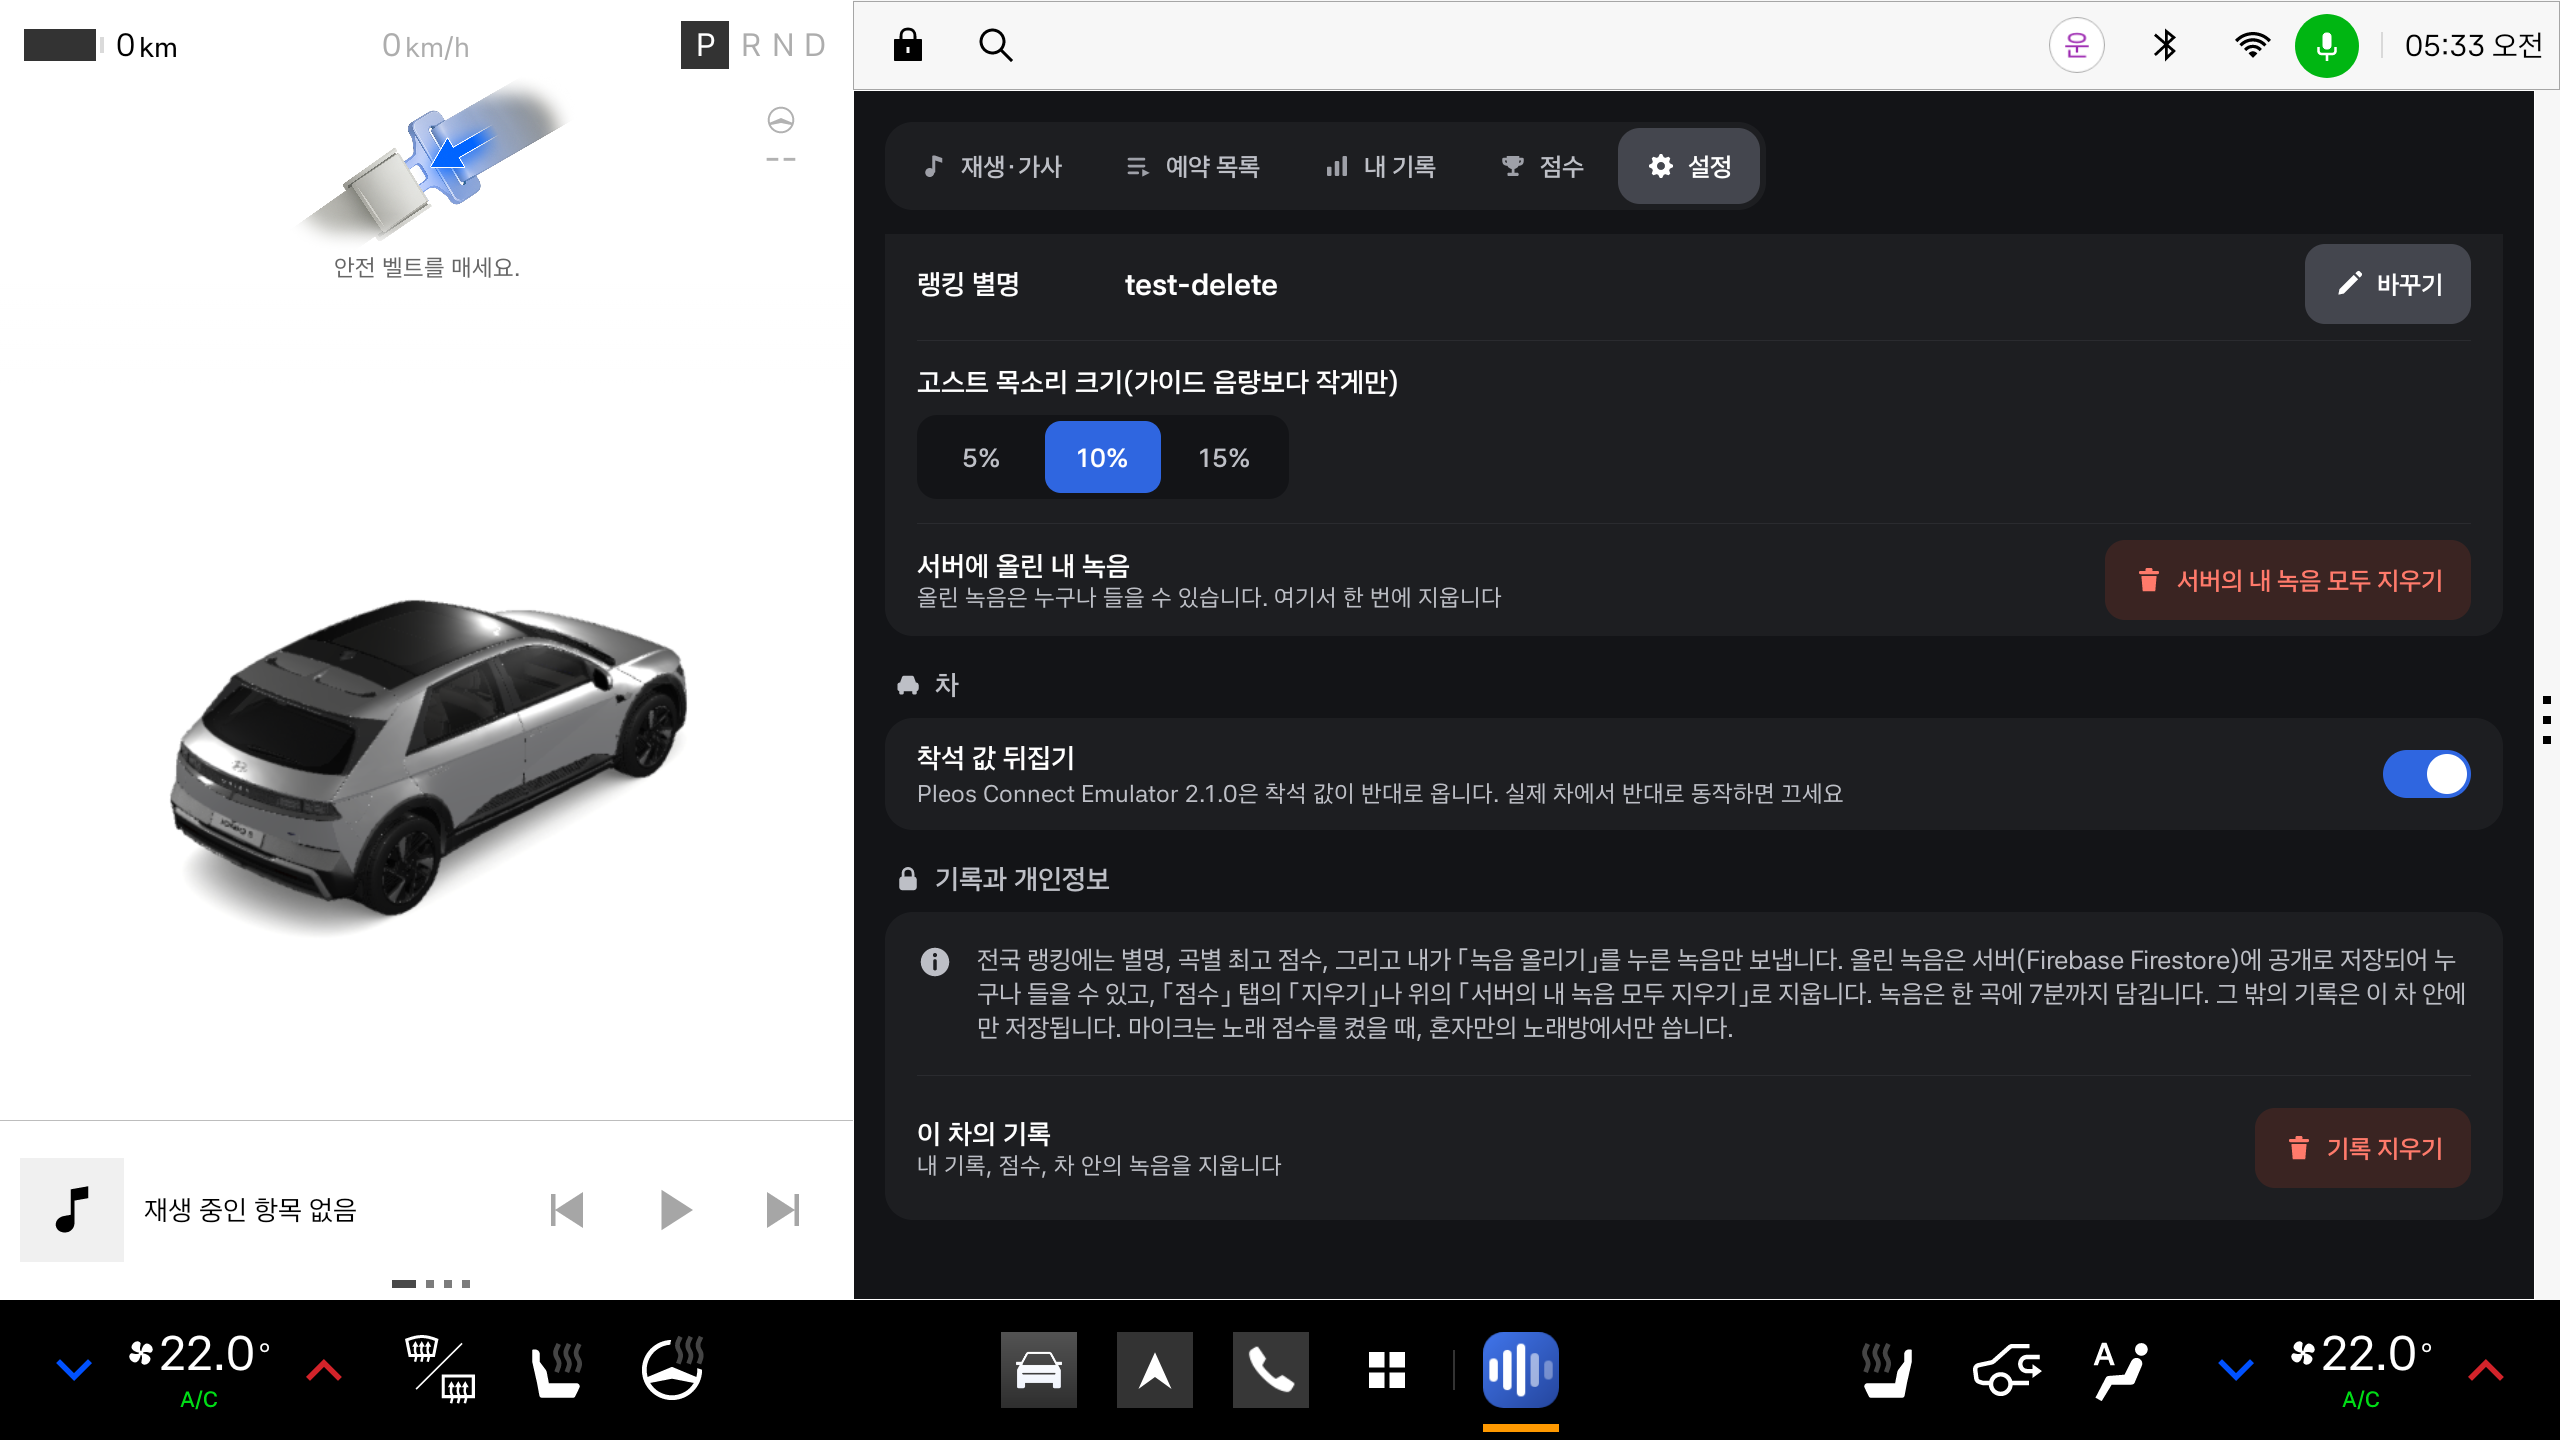 0 km
0 km/h
P R N D
안전 벨트를 매세요.
재생 중인 항목 없음
운
05:33 오전
재생·가사
예약 목록
내 기록
점수
설정
랭킹 별명
test-delete
바꾸기
고스트 목소리 크기(가이드 음량보다 작게만)
5%
10%
15%
서버에 올린 내 녹음
올린 녹음은 누구나 들을 수 있습니다. 여기서 한 번에 지웁니다
서버의 내 녹음 모두 지우기
차
착석 값 뒤집기
Pleos Connect Emulator 2.1.0은 착석 값이 반대로 옵니다. 실제 차에서 반대로 동작하면 끄세요
기록과 개인정보
전국 랭킹에는 별명, 곡별 최고 점수, 그리고 내가 「녹음 올리기」를 누른 녹음만 보냅니다. 올린 녹음은 서버(Firebase Firestore)에 공개로 저장되어 누
구나 들을 수 있고, 「점수」 탭의 「지우기」나 위의 「서버의 내 녹음 모두 지우기」로 지웁니다. 녹음은 한 곡에 7분까지 담깁니다. 그 밖의 기록은 이 차 안에
만 저장됩니다. 마이크는 노래 점수를 켰을 때, 혼자만의 노래방에서만 씁니다.
이 차의 기록
내 기록, 점수, 차 안의 녹음을 지웁니다
기록 지우기
22.0°
A/C
A
22.0°
A/C